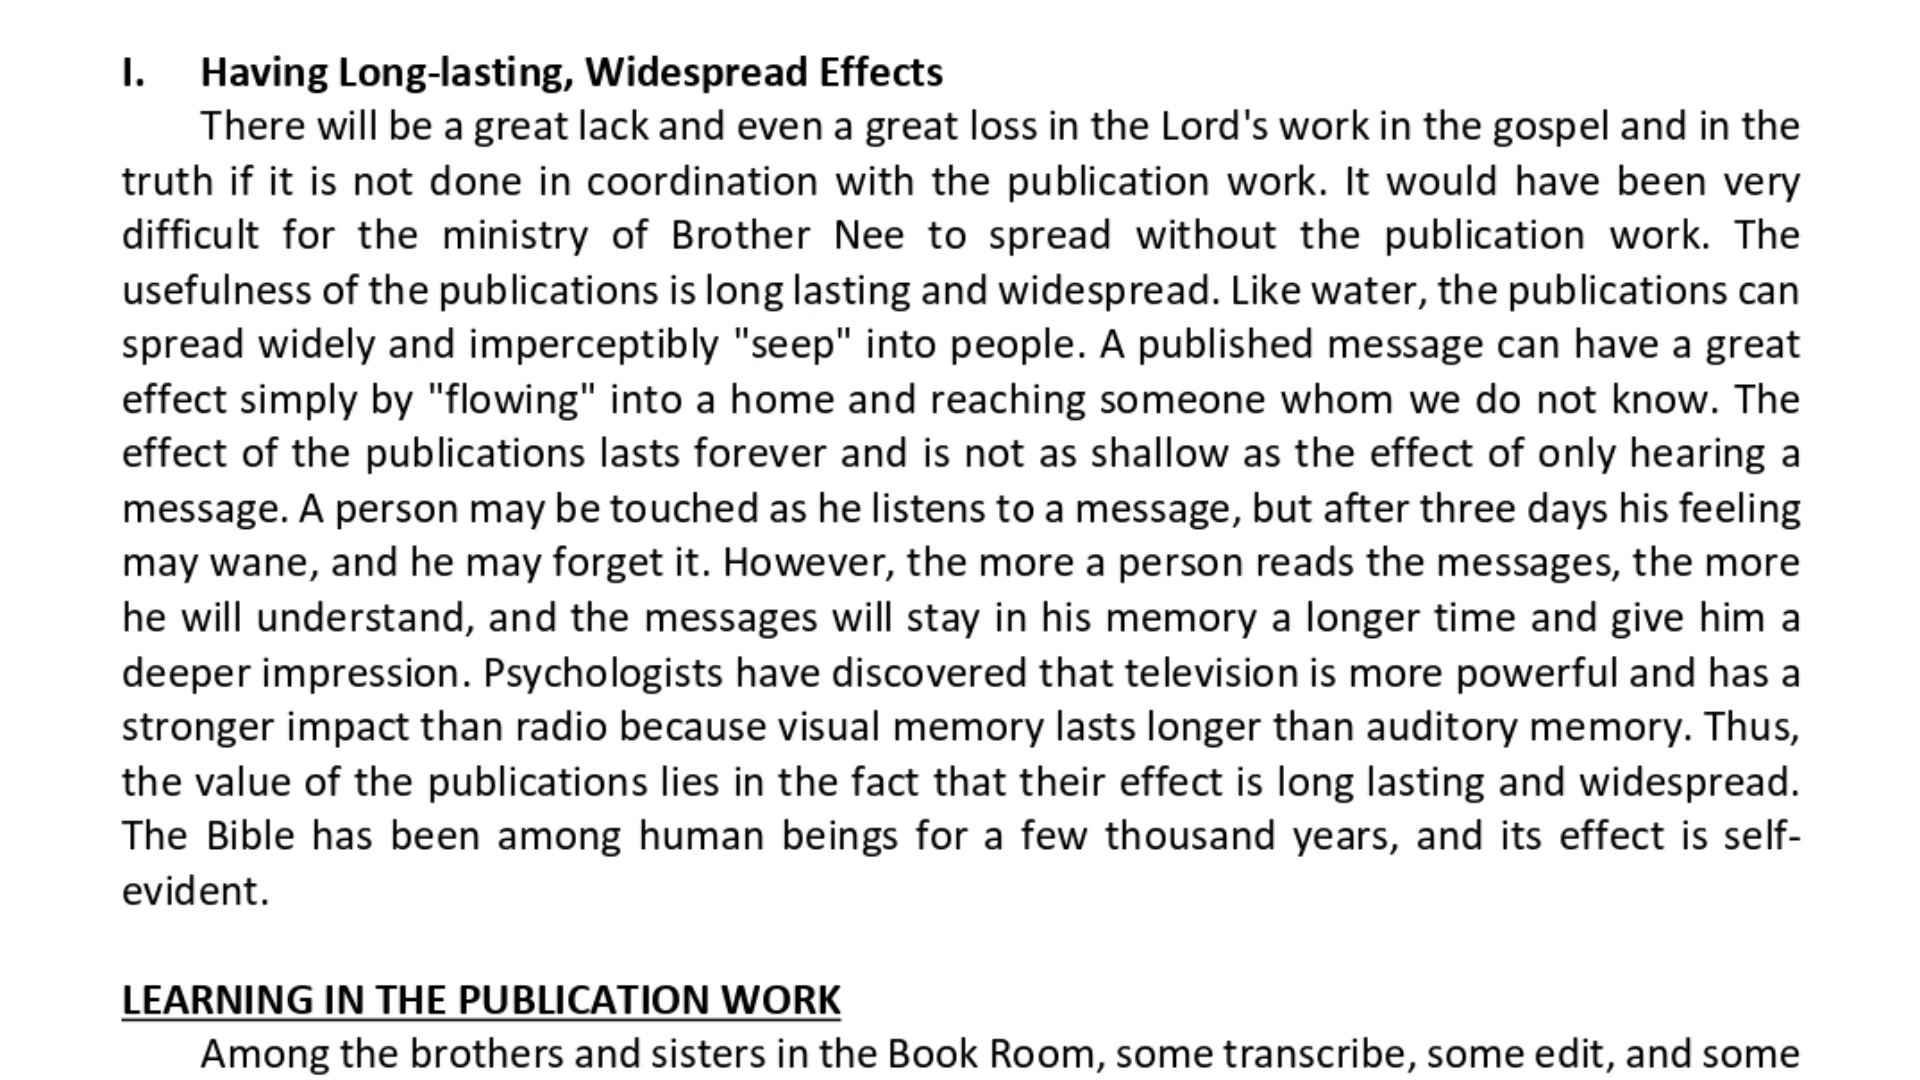 I. Having Long-lasting, Widespread Effects
There will be a great lack and even a great loss in the Lord's work in the gospel and in the
truth if it is not done in coordination with the publication work. It would have been very
difficult for the ministry of Brother Nee to spread without the publication work. The
usefulness of the publications is long lasting and widespread. Like water, the publications can
spread widely and imperceptibly "seep" into people. A published message can have a great
effect simply by "flowing" into a home and reaching someone whom we do not know. The
effect of the publications lasts forever and is not as shallow as the effect of only hearing a
message. A person may be touched as he listens to a message, but after three days his feeling
may wane, and he may forget it. However, the more a person reads the messages, the more
he will understand, and the messages will stay in his memory a longer time and give him a
deeper impression. Psychologists have discovered that television is more powerful and has a
stronger impact than radio because visual memory lasts longer than auditory memory. Thus,
the value of the publications lies in the fact that their effect is long lasting and widespread.
The Bible has been among human beings for a few thousand years, and its effect is self-
evident.
LEARNING IN THE PUBLICATION WORK
Among the brothers and sisters in the Book Room, some transcribe, some edit, and some